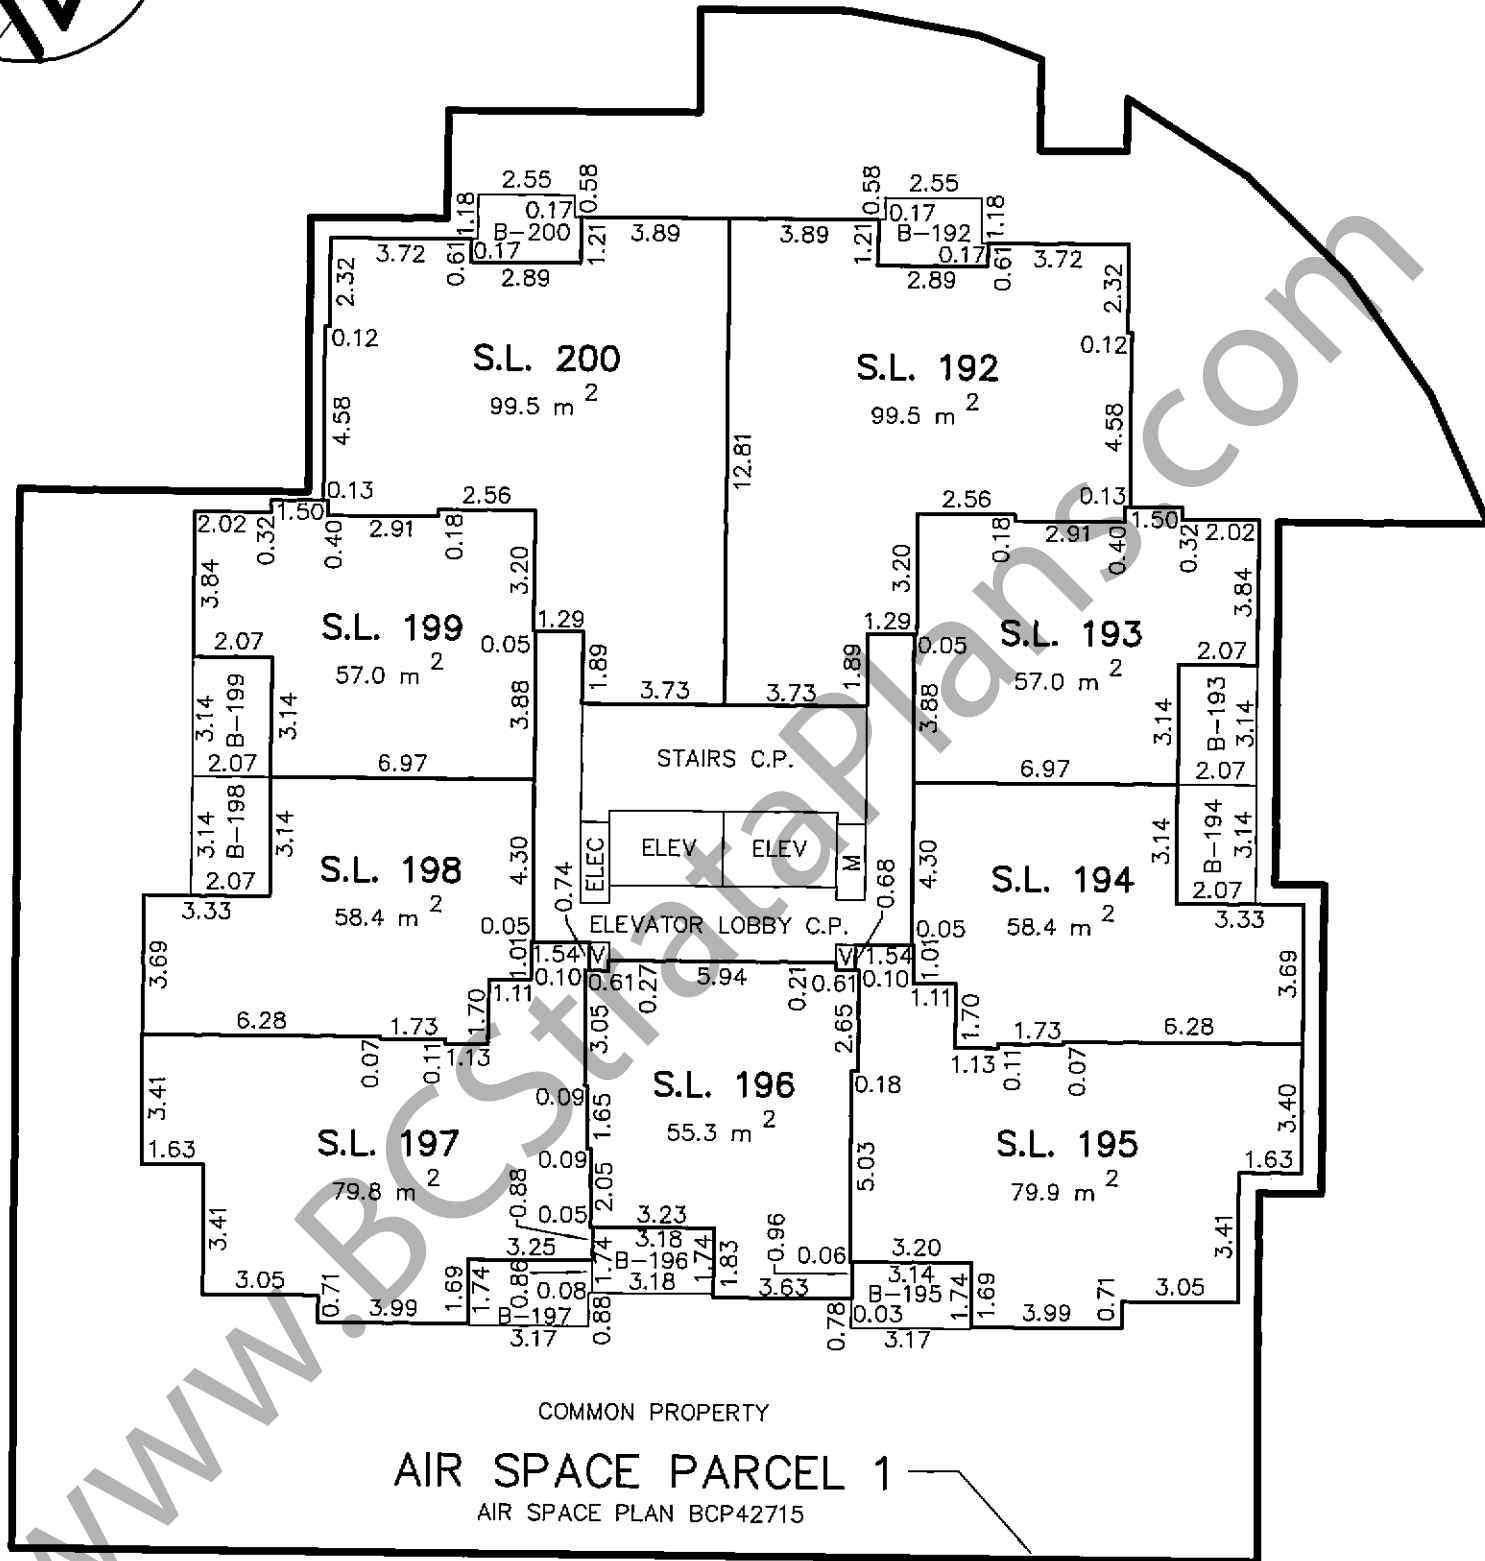 2.55 0.58 0.58 2.55
1.18 0.17 0.17 1.18
B-200 B-192
3.72 0.61 0.17 1.21 3.89 3.89 1.21 0.17 0.61 3.72
2.32 2.89 2.89 2.32
0.12 0.12
S.L. 200 S.L. 192
99.5 m 2 99.5 m 2
4.58 12.81 4.58
0.13 2.56 2.56 0.13
2.02 0.32 1.50 0.40 2.91 0.18 0.18 2.91 0.40 1.50 0.32 2.02
3.84 3.20 3.20 3.84
S.L. 199 1.29 1.29 S.L. 193
2.07 0.05 0.05 2.07
57.0 m 2 1.89 1.89 57.0 m 2
3.14 B-199 3.14 3.88 3.73 3.73 3.88 3.14 B-193 3.14
2.07 6.97 STAIRS C.P. 6.97 2.07
3.14 B-198 3.14 4.30 ELEC ELEV ELEV M 4.30 3.14 B-194 3.14
S.L. 198 0.74 0.68 S.L. 194
2.07 2.07
3.33 58.4 m 2 0.05 ELEVATOR LOBBY C.P. 0.05 58.4 m 2 3.33
3.69 1.01 1.54 V V 1.54 1.01 3.69
1.11 0.10 0.61 0.27 5.94 0.21 0.61 0.10 1.11
6.28 1.73 1.70 3.05 2.65 1.70 1.73 6.28
0.07 0.11 1.13 1.13 0.11 0.07
3.41 0.09 S.L. 196 0.18 3.40
1.65 55.3 m 2
1.63 S.L. 197 0.09 5.03 S.L. 195 1.63
79.8 m 2 0.88 2.05 79.9 m 2
3.41 0.05 3.23 0.96 0.06 3.41
3.25 3.18 3.20
1.74 B-196 1.74 1.83 3.14
3.05 0.71 1.69 1.74 0.86 0.08 3.18 3.63 B-195 1.74 1.69 0.71 3.05
3.99 B-197 0.88 0.78 0.03 3.99
3.17 3.17
COMMON PROPERTY
AIR SPACE PARCEL 1
AIR SPACE PLAN BCP42715
www.BCStrataPlans.com